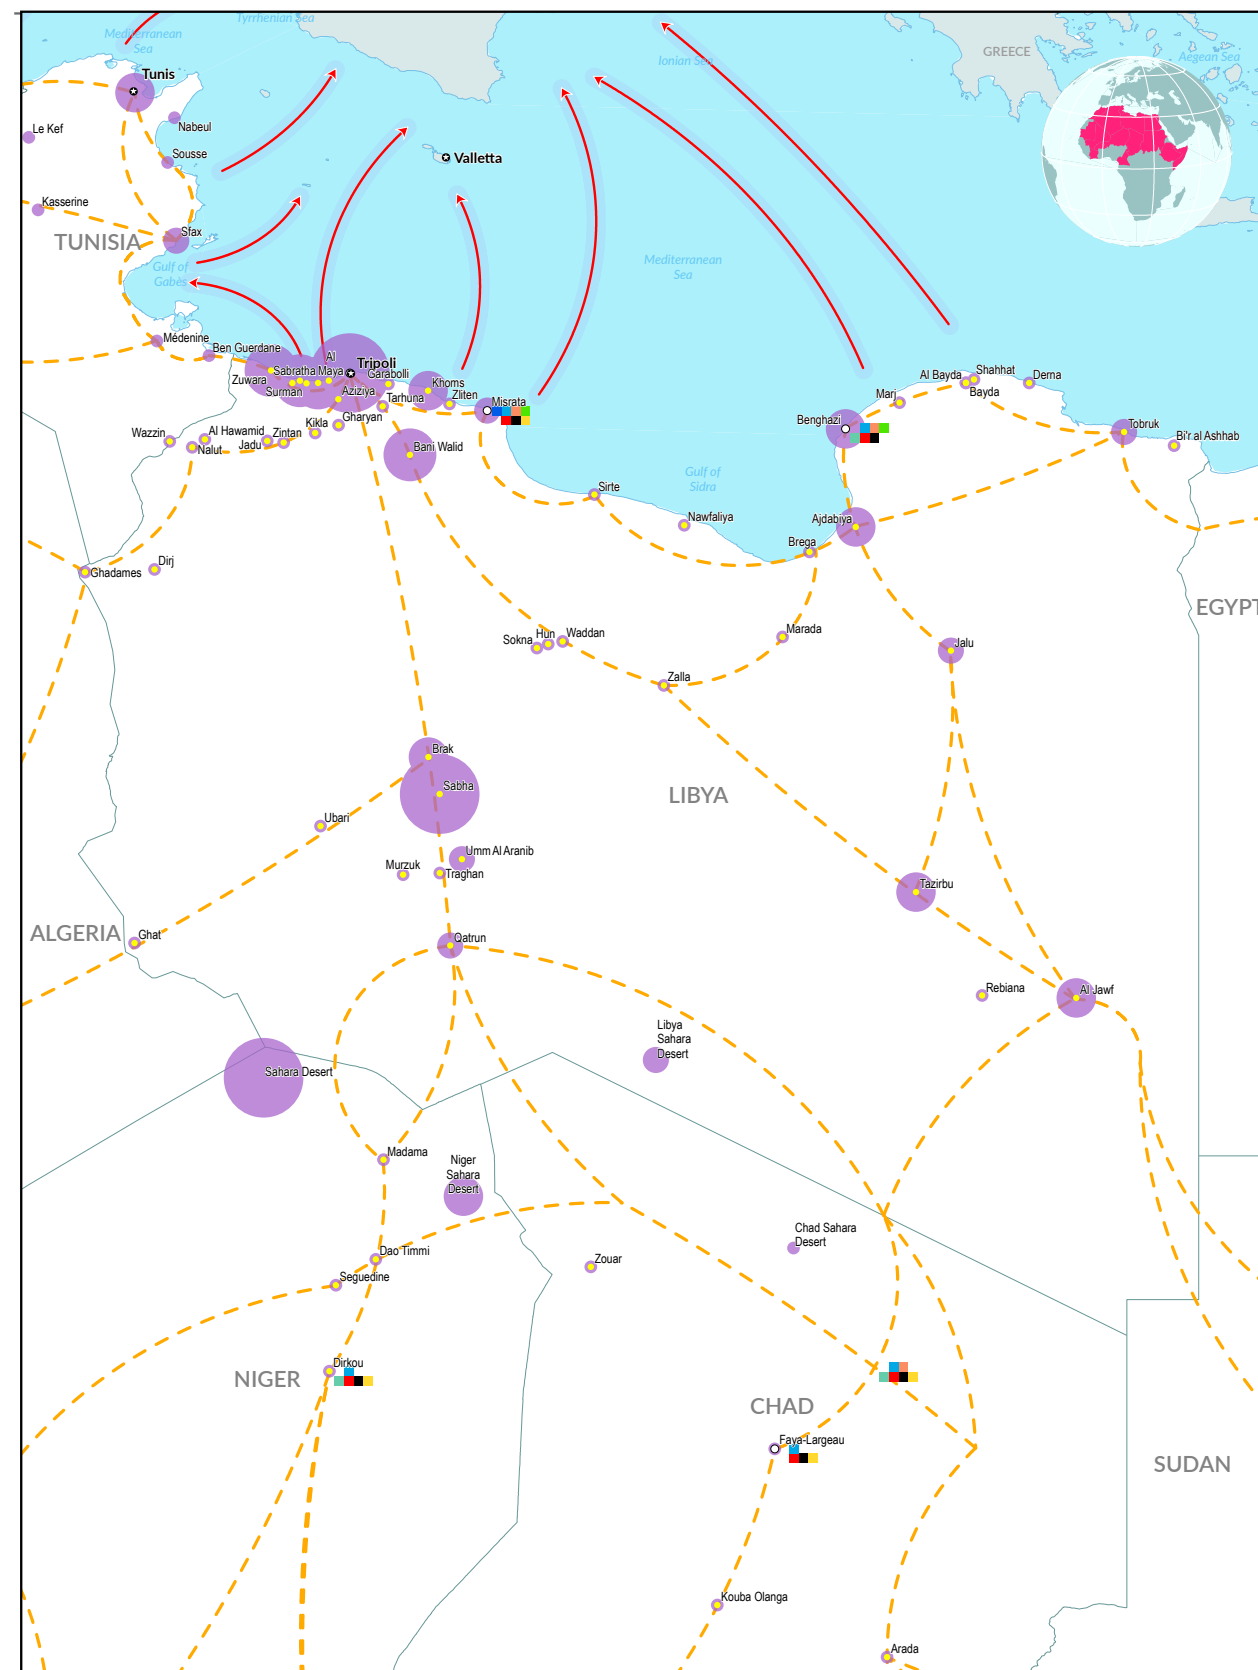 Tyrrhenian Sea
Mediterranean
Sea
GREECE
Ionian Sea
Aegean Sea
Tunis
Le Kef
Nabeul
Sousse
Valletta
Kasserine
Sfax
TUNISIA
Gulf of
Gabès
Mediterranean
Sea
Médenine
Ben Guerdane
Al
Tripoli
Sabratha
Maya
Zuwara
Surman
Aziziya
Garabolli
Khoms
Tarhuna
Zliten
Misrata
Al Bayda
Shahhat
Bayda
Derna
Marj
Benghazi
Tobruk
Bi'r al Ashhab
Wazzin
Al Hawamid
Nalut
Jadu
Zintan
Kikla
Gharyan
Bani Walid
Gulf of
Sidra
Sirte
Nawfaliya
Ajdabiya
Brega
Ghadames
Dirj
EGYPT
Sokna
Hun
Waddan
Marada
Jalu
Zalla
Brak
Sabha
LIBYA
Ubari
Umm Al Aranib
Murzuk
Traghan
Tazirbu
ALGERIA
Ghat
Qatrun
Rebiana
Al Jawf
Libya
Sahara
Desert
Sahara Desert
Madama
Niger
Sahara
Desert
Chad Sahara
Desert
Dao Timmi
Zouar
Seguedine
Dirkou
NIGER
CHAD
Faya-Largeau
SUDAN
Kouba Olanga
Arada